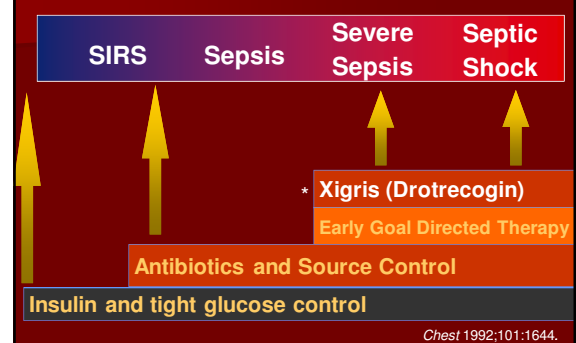 SIRS Sepsis Severe Sepsis Septic Shock
* Xigris (Drotrecogin)
Early Goal Directed Therapy
Antibiotics and Source Control
Insulin and tight glucose control
Chest 1992;101:1644.